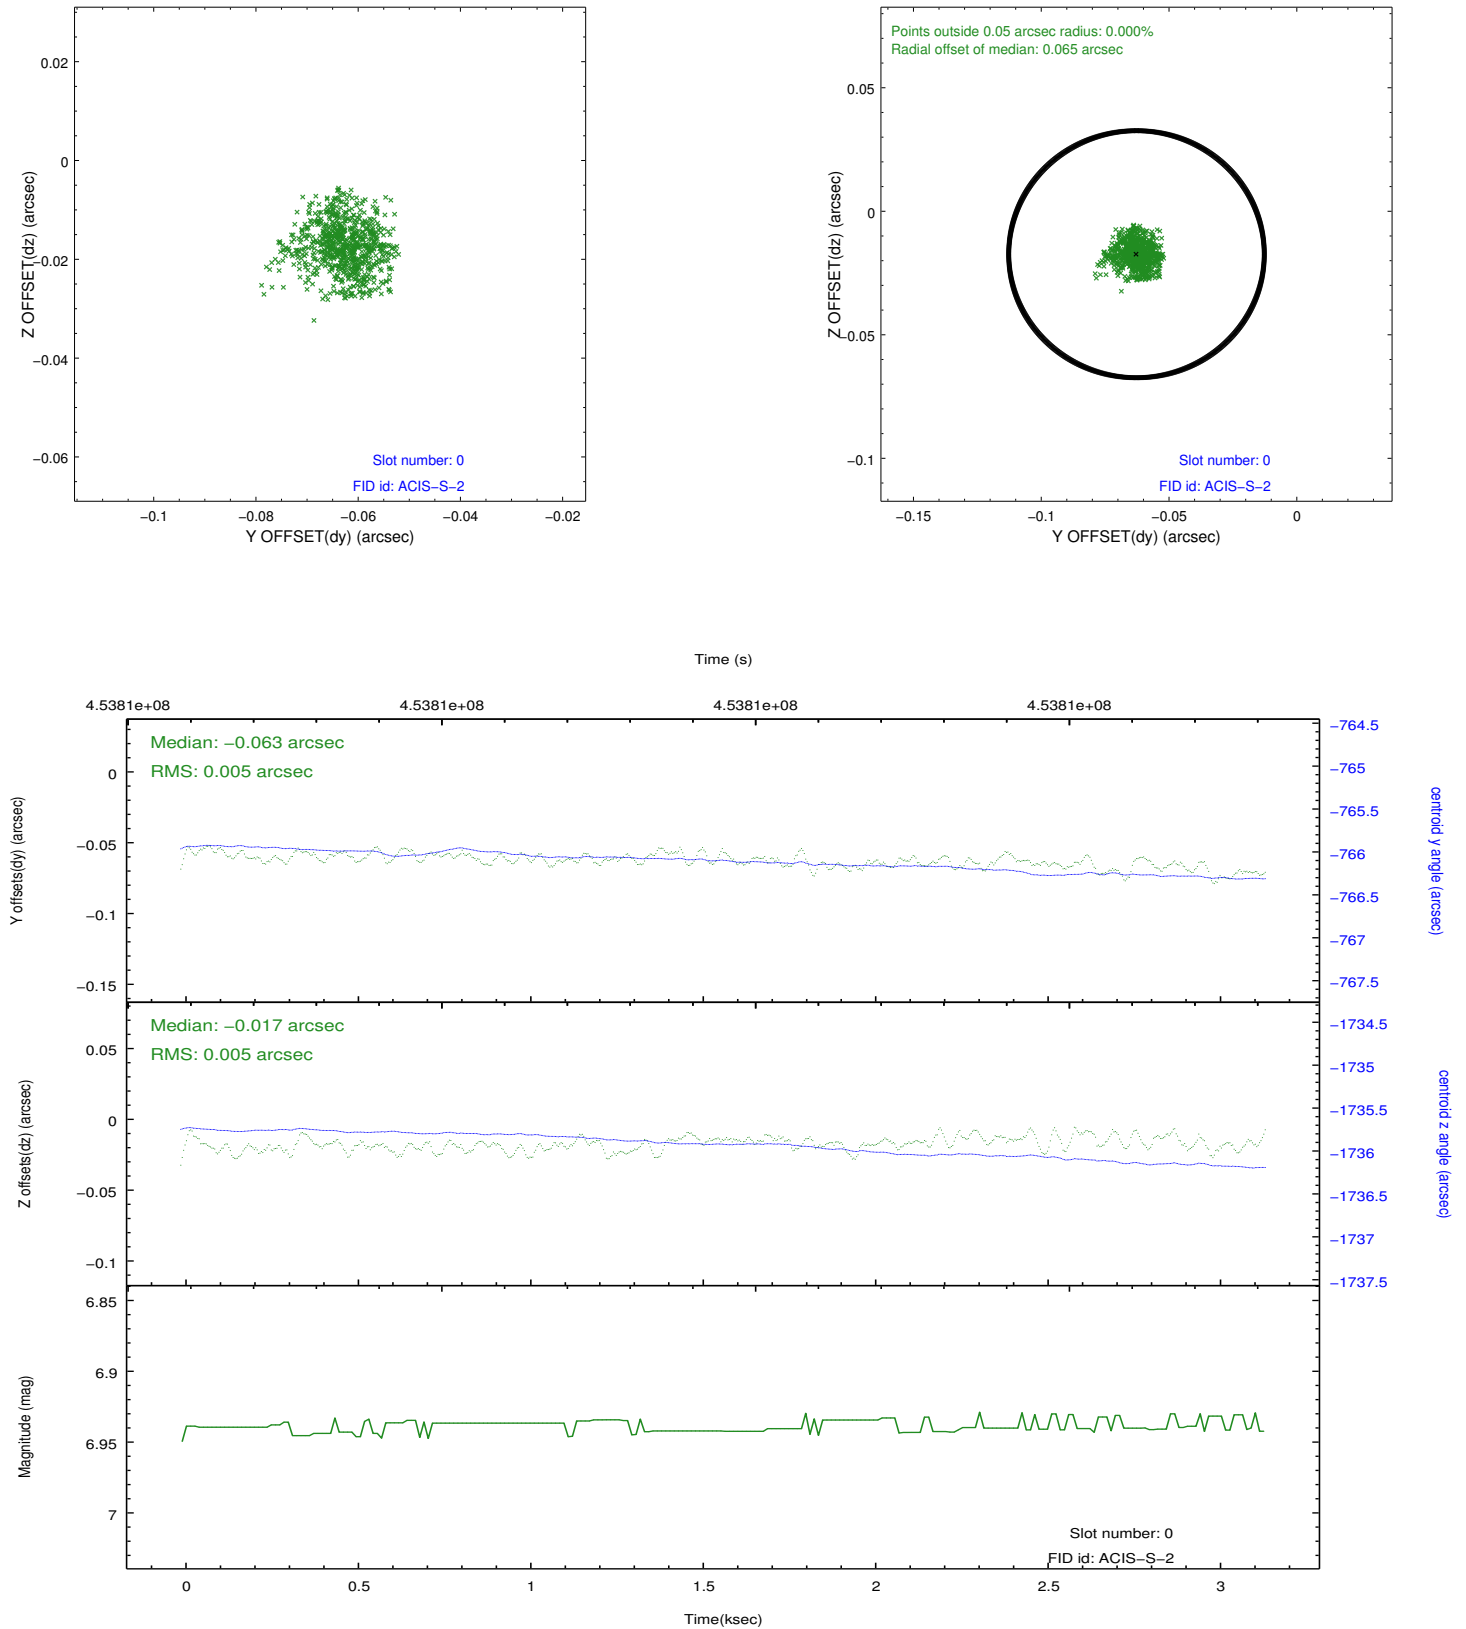 0.02
0
−0.02
−0.04
−0.06
Z OFFSET(dz) (arcsec)
Slot number: 0
FID id: ACIS−S−2
−0.1
−0.08
−0.06
−0.04
−0.02
Y OFFSET(dy) (arcsec)
Points outside 0.05 arcsec radius: 0.000%
Radial offset of median: 0.065 arcsec
0.05
0
−0.05
−0.1
Z OFFSET(dz) (arcsec)
Slot number: 0
FID id: ACIS−S−2
−0.15
−0.1
−0.05
0
Y OFFSET(dy) (arcsec)
Time (s)
4.5381e+08
4.5381e+08
4.5381e+08
4.5381e+08
Median: −0.063 arcsec
RMS: 0.005 arcsec
0
−0.05
−0.1
−0.15
Y offsets(dy) (arcsec)
−764.5
−765
−765.5
−766
−766.5
−767
−767.5
centroid y angle (arcsec)
Median: −0.017 arcsec
RMS: 0.005 arcsec
0.05
0
−0.05
−0.1
Z offsets(dz) (arcsec)
−1734.5
−1735
−1735.5
−1736
−1736.5
−1737
−1737.5
centroid z angle (arcsec)
6.85
6.9
6.95
7
Magnitude (mag)
Slot number: 0
FID id: ACIS−S−2
0
0.5
1
1.5
2
2.5
3
Time(ksec)